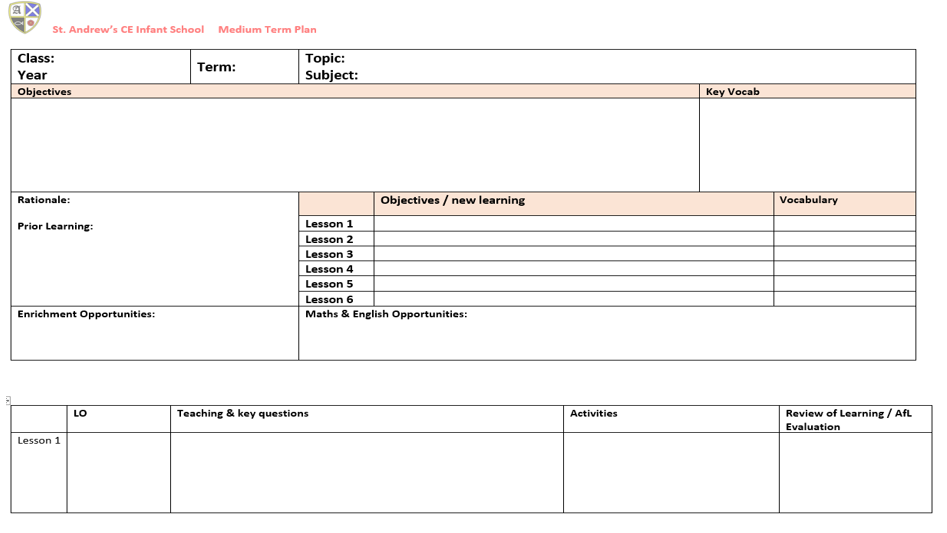 St. Andrew's CE Infant School Medium Term Plan
Class:
Year
Term:
Topic:
Subject:
Objectives
Key Vocab
Rationale:
Prior Learning:
Objectives / new learning
Vocabulary
Lesson 1
Lesson 2
Lesson 3
Lesson 4
Lesson 5
Lesson 6
Enrichment Opportunities:
Maths & English Opportunities:
LO
Teaching & key questions
Activities
Review of Learning / AfL
Evaluation
Lesson 1